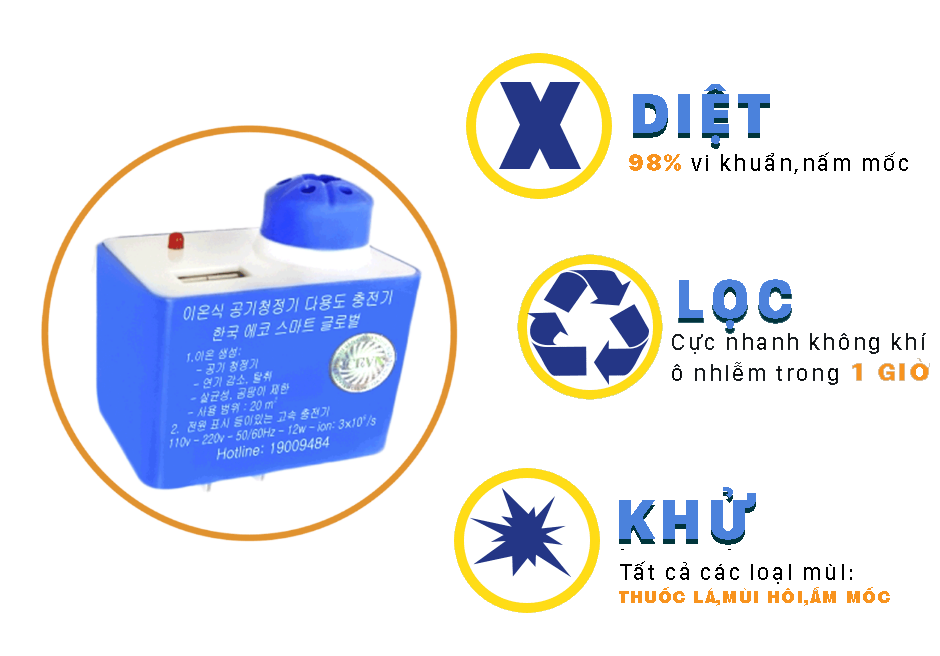 이온식 공기청정기 다용도 충전기
한국 에코 스마트 글로벌
1.이온 생성:
- 공기 청정기
- 연기 감소, 탈취
- 살균성, 곰팡이 제한
- 사용 범위 : 20 m²
2. 전원 표시 등이있는 고속 충전기
110v - 220v - 50/60Hz - 12w - ion: 3×10⁶/s
Hotline: 19009484
X
DIỆT
98% vi khuẩn,nấm mốc
LỌC
Cực nhanh không khí
ô nhiễm trong 1 GIỜ
KHỬ
Tất cả các loại mùi:
THUỐC LÁ,MÙI HÔI,ẨM MỐC